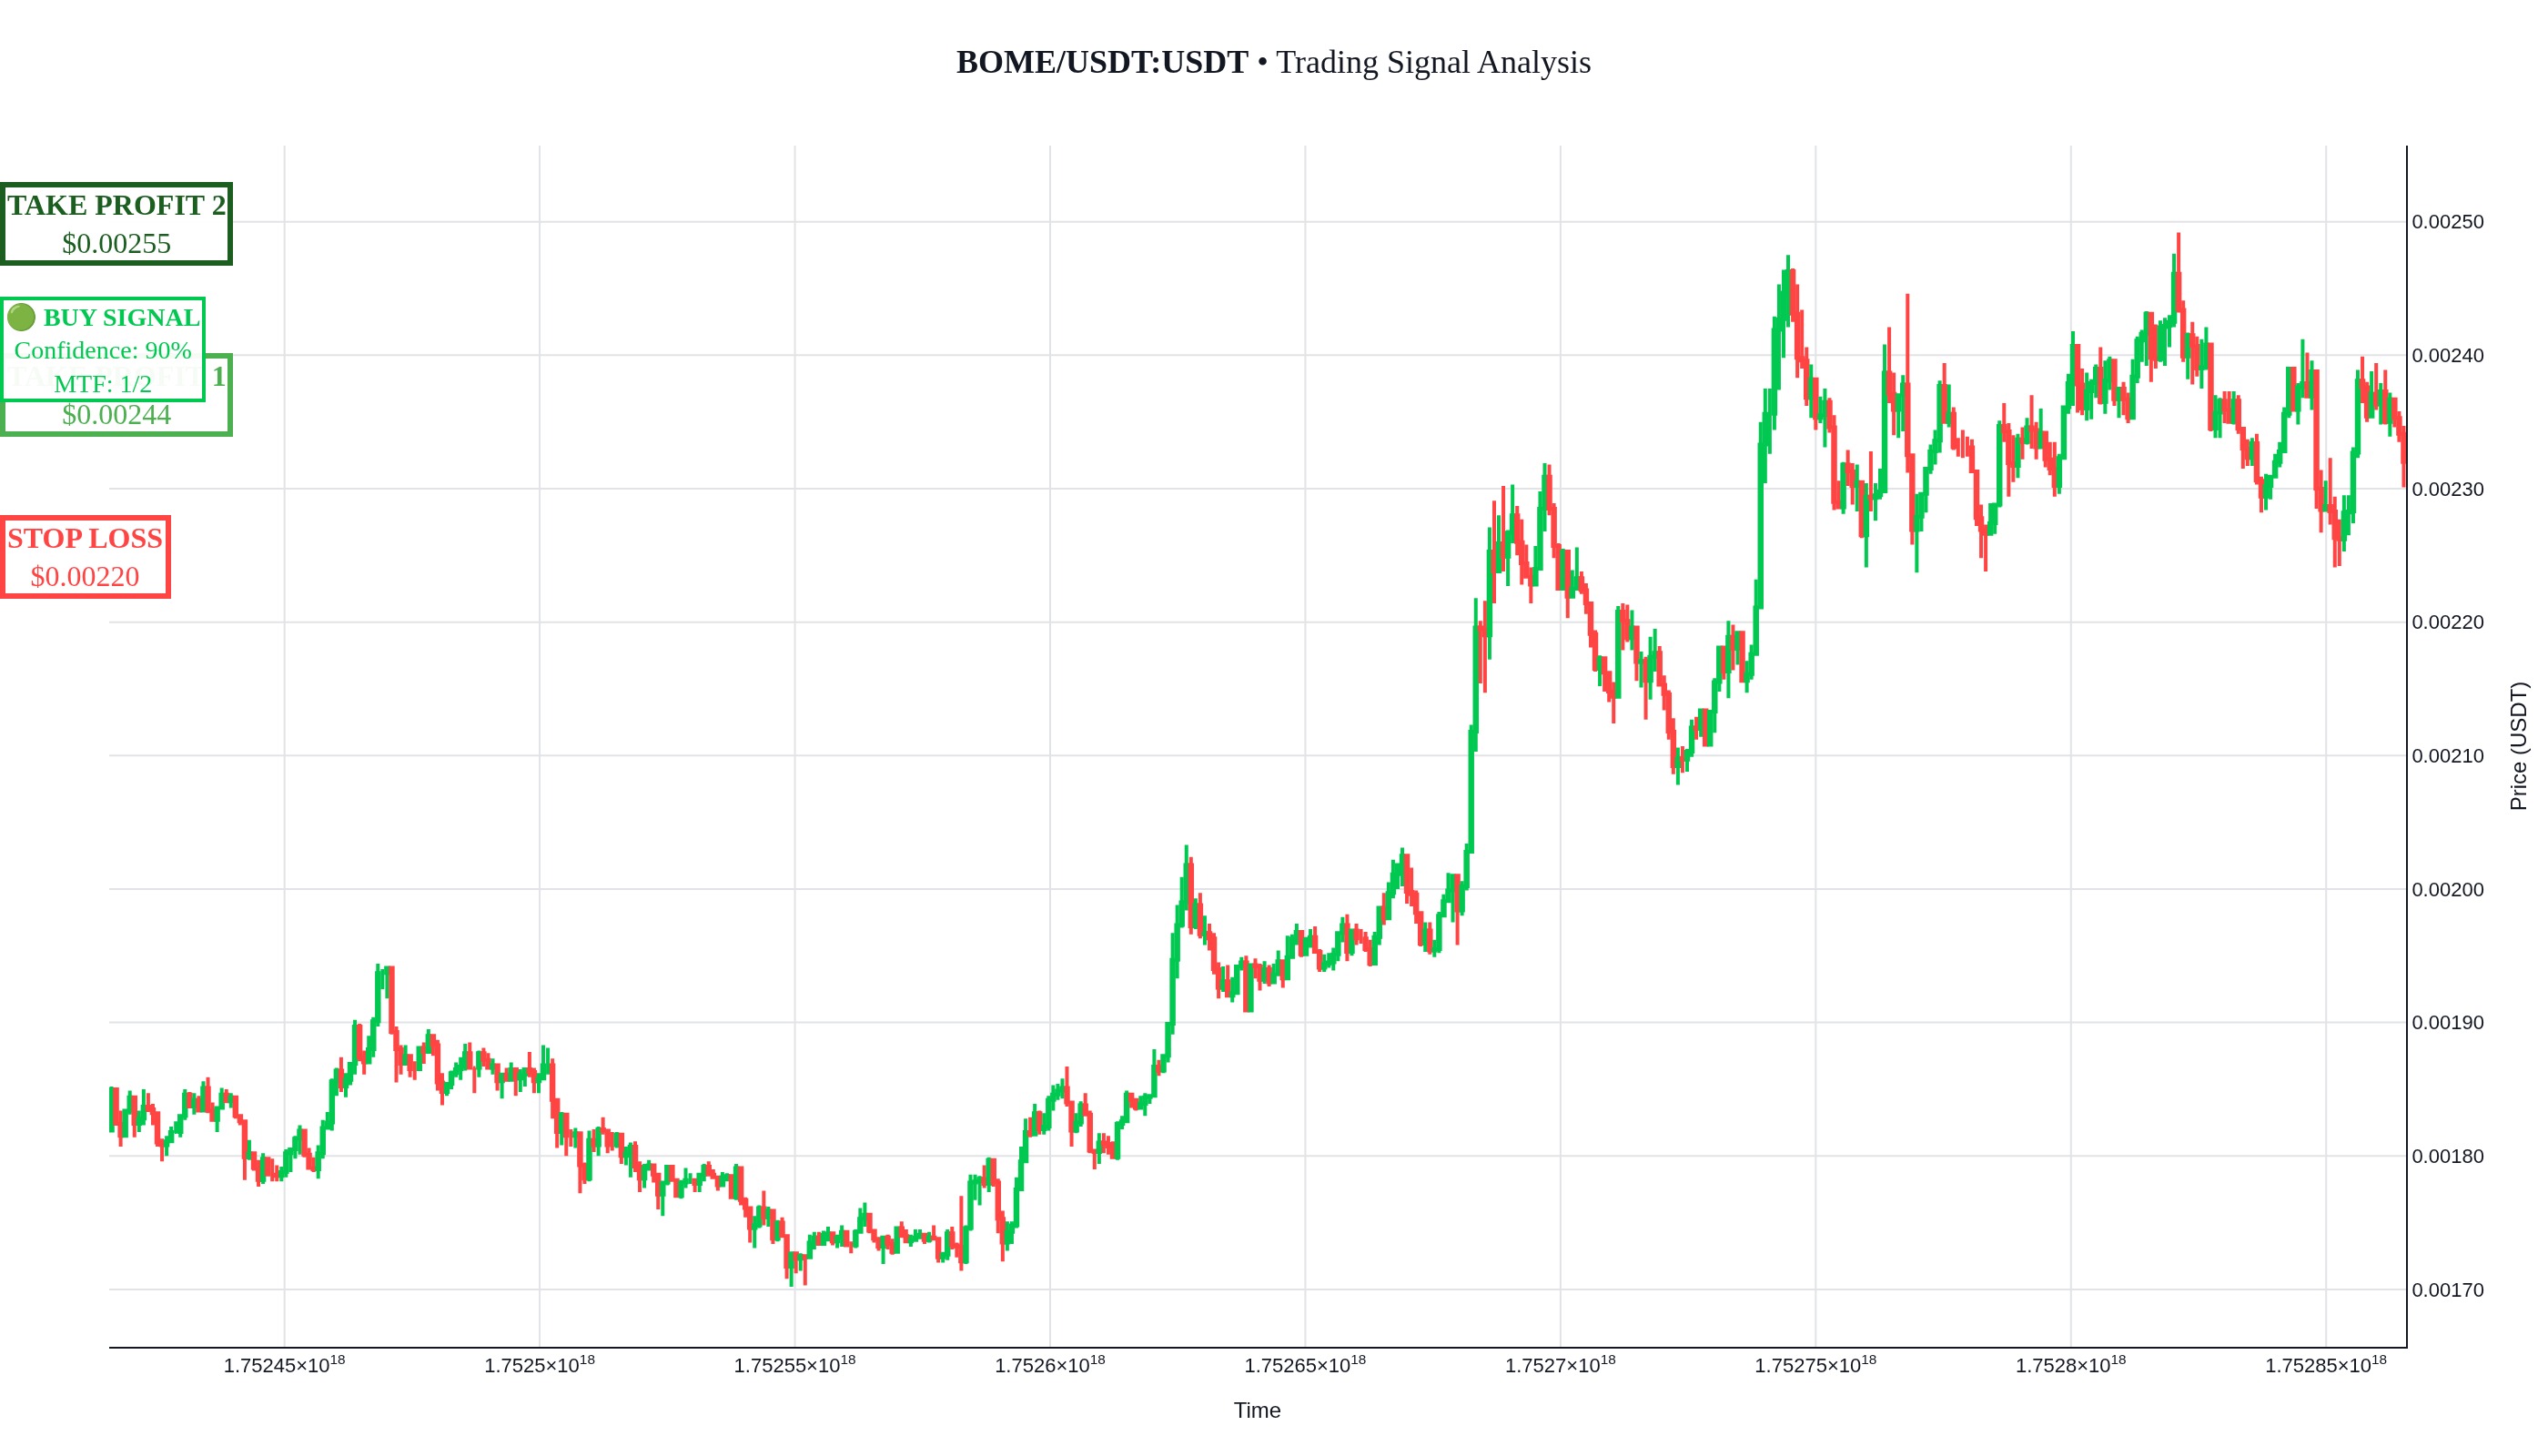 BOME/USDT:USDT • Trading Signal Analysis
TAKE PROFIT 2
$0.00255
BUY SIGNAL
Confidence: 90%
MTF: 1/2
1
$0.00244
STOP LOSS
$0.00220
0.00250
0.00240
0.00230
0.00220
0.00210
0.00200
0.00190
0.00180
0.00170
Price (USDT)
1.75245×10¹⁸
1.7525×10¹⁸
1.75255×10¹⁸
1.7526×10¹⁸
1.75265×10¹⁸
1.7527×10¹⁸
1.75275×10¹⁸
1.7528×10¹⁸
1.75285×10¹⁸
Time